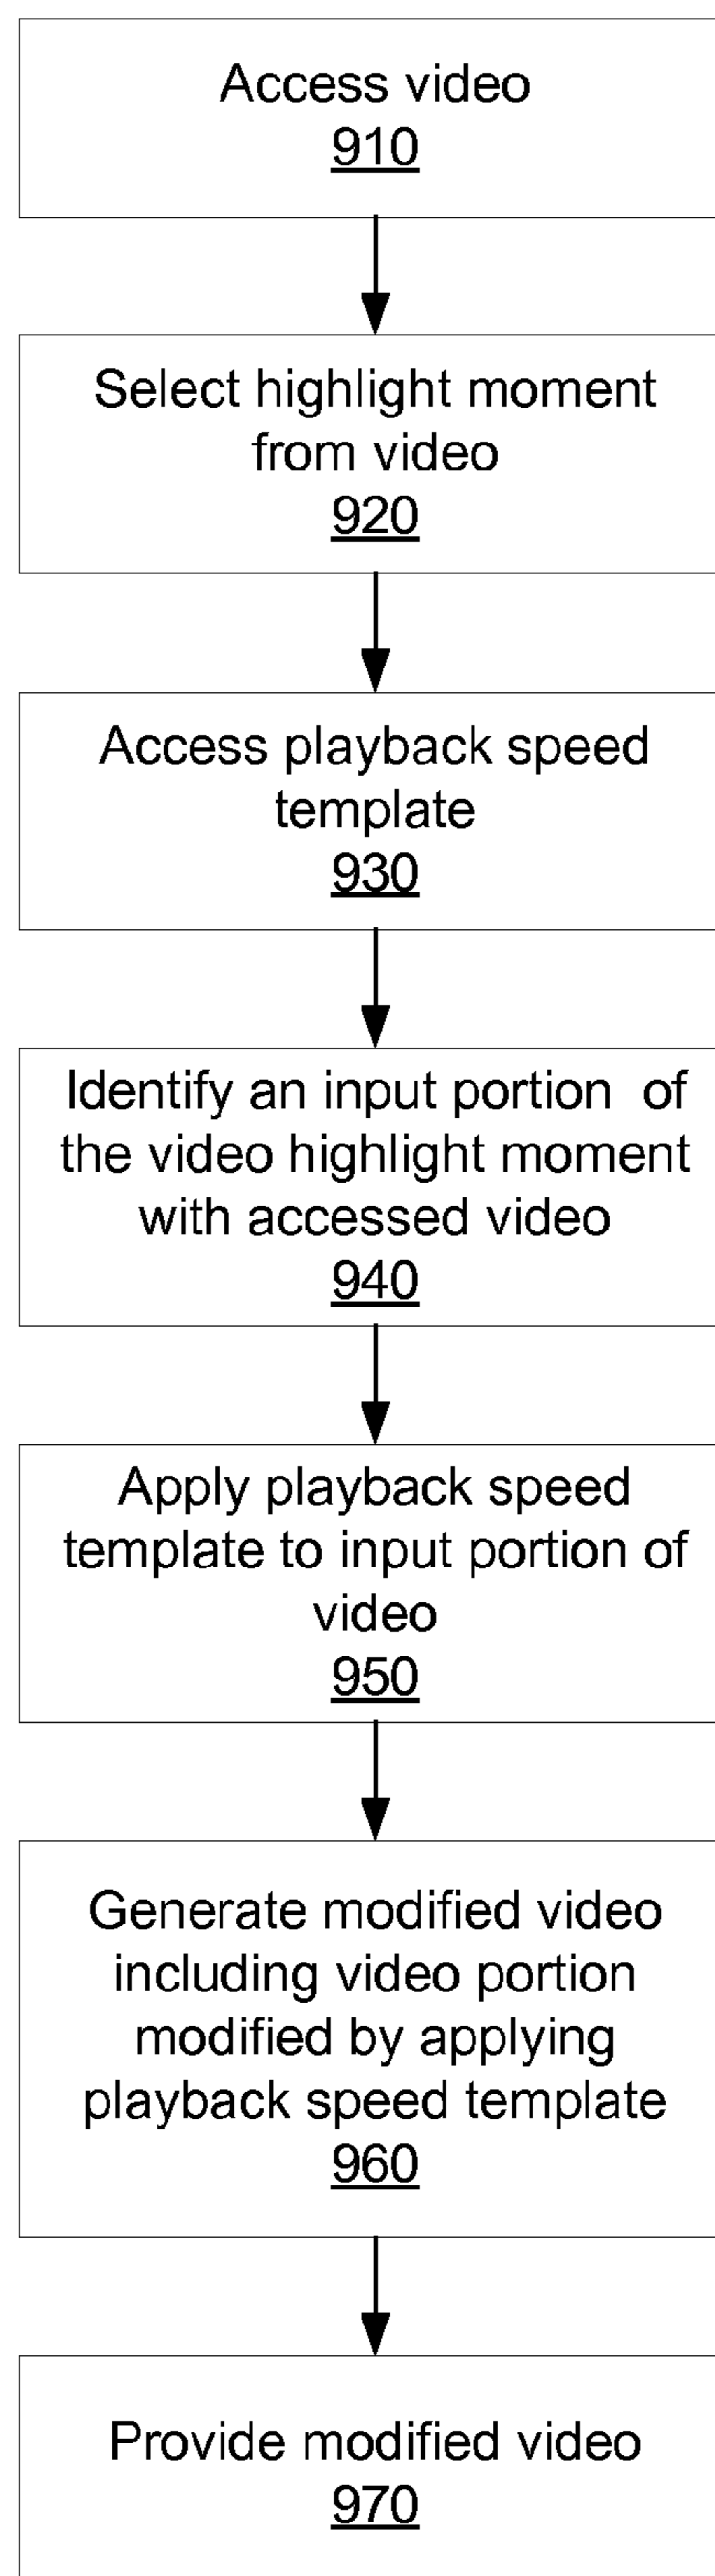 Access video
910
Select highlight moment
from video
920
Access playback speed
template
930
Identify an input portion  of
the video highlight moment
with accessed video
940
Apply playback speed
template to input portion of
video
950
Generate modified video
including video portion
modified by applying
playback speed template
960
Provide modified video
970